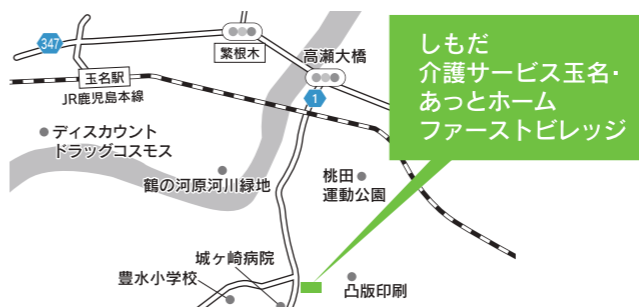 347
繁根木
高瀬大橋
しもだ
介護サービス玉名・
あっとホーム
ファーストビレッジ
玉名駅
JR鹿児島本線
1
ディスカウント
ドラッグコスモス
鶴の河原河川緑地
桃田
運動公園
城ヶ崎病院
豊水小学校
凸版印刷